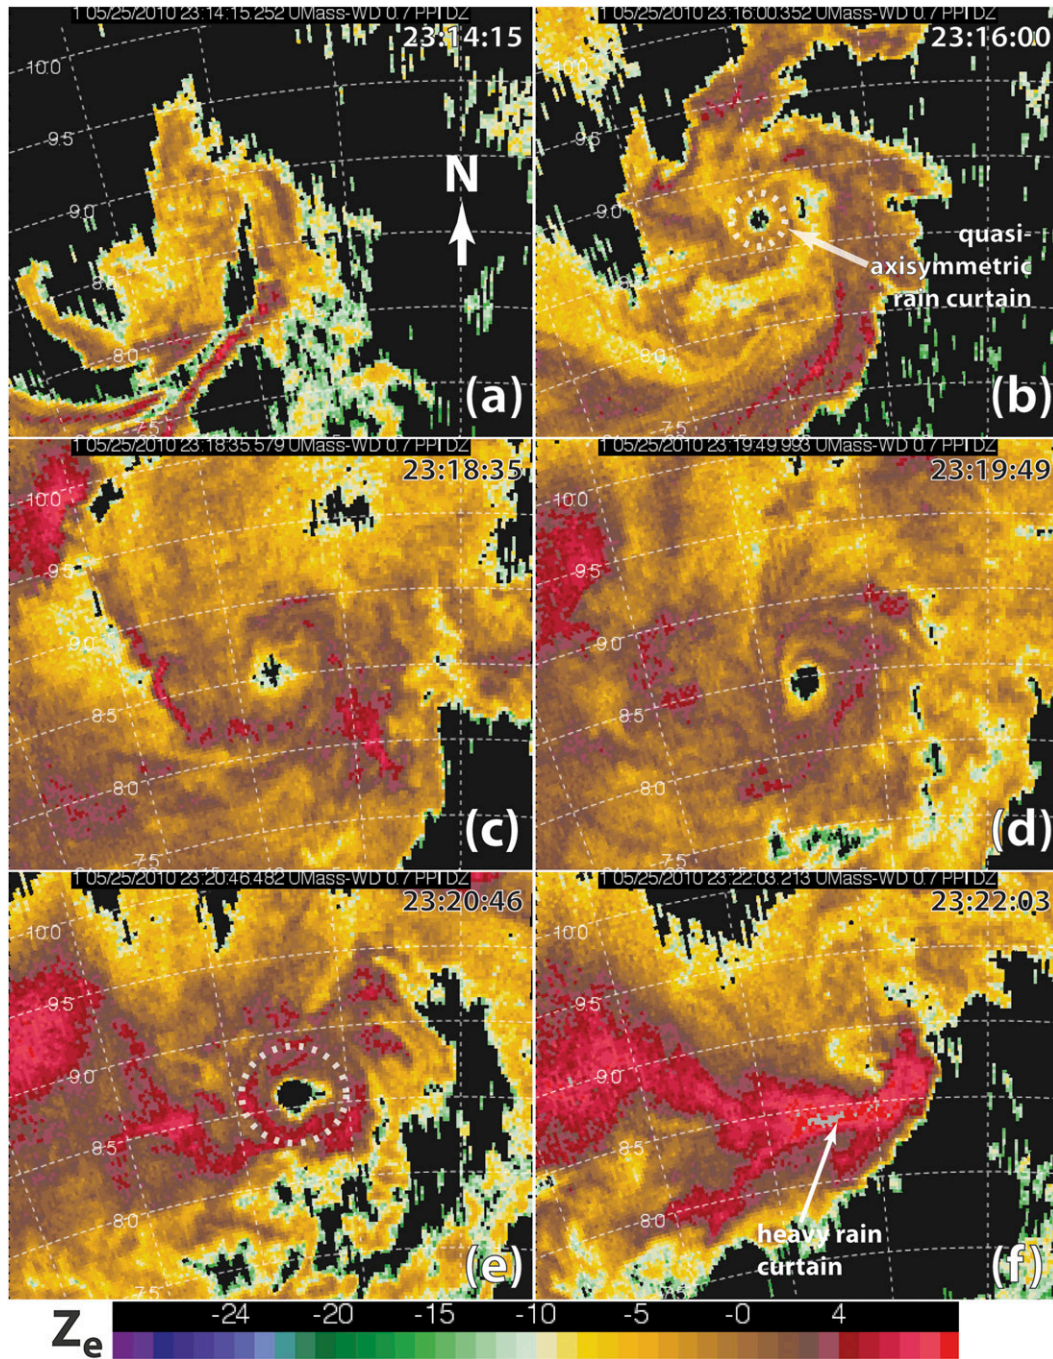 1 05/25/2010 23:14:15.252 UMass-WD 0.7 PPI DZ
23:14:15
10.0
9.5
9.0
8.5
8.0
7.5
N
(a)
1 05/25/2010 23:16:00.352 UMass-WD 0.7 PPI DZ
23:16:00
10.0
9.5
9.0
8.5
8.0
7.5
quasi-
axisymmetric
rain curtain
(b)
1 05/25/2010 23:18:35.579 UMass-WD 0.7 PPI DZ
23:18:35
10.0
9.5
9.0
8.5
8.0
7.5
(c)
1 05/25/2010 23:19:49.993 UMass-WD 0.7 PPI DZ
23:19:49
10.0
9.5
9.0
8.5
8.0
7.5
(d)
1 05/25/2010 23:20:46.482 UMass-WD 0.7 PPI DZ
23:20:46
10.0
9.5
9.0
8.5
8.0
7.5
(e)
1 05/25/2010 23:22:03.213 UMass-WD 0.7 PPI DZ
23:22:03
10.0
9.5
9.0
8.5
8.0
7.5
heavy rain
curtain
(f)
Ze
-24 -20 -15 -10 -5 -0 4